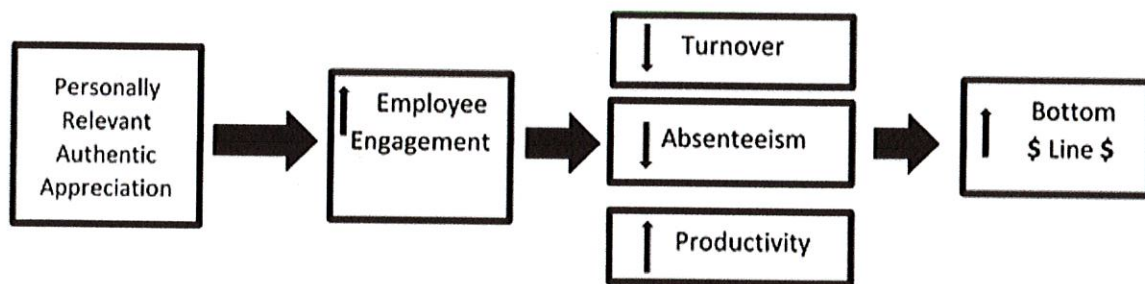 Personally
Relevant
Authentic
Appreciation
Employee
Engagement
Turnover
Absenteeism
Productivity
Bottom
$ Line $